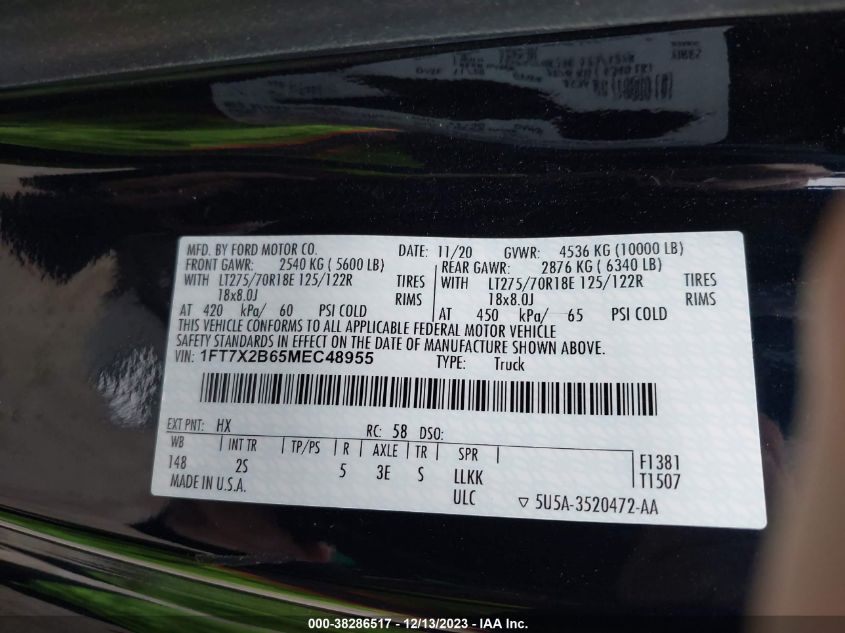 MFD. BY FORD MOTOR CO. DATE: 11/20 GVWR: 4536 KG (10000 LB)
FRONT GAWR: 2540 KG ( 5600 LB) REAR GAWR: 2876 KG ( 6340 LB)
WITH LT275/70R18E 125/122R TIRES WITH LT275/70R18E 125/122R TIRES
18x8.0J RIMS 18x8.0J RIMS
AT 420 kPa/ 60 PSI COLD AT 450 kPa/ 65 PSI COLD
THIS VEHICLE CONFORMS TO ALL APPLICABLE FEDERAL MOTOR VEHICLE
SAFETY STANDARDS IN EFFECT ON THE DATE OF MANUFACTURE SHOWN ABOVE.
VIN: 1FT7X2B65MEC48955 TYPE: Truck
EXT PNT: HX RC: 58 DSO:
WB INT TR TP/PS R AXLE TR SPR F1381
148 2S 5 3E S LLKK T1507
MADE IN U.S.A. ULC ▽ 5U5A-3520472-AA
000-38286517 - 12/13/2023 - IAA Inc.